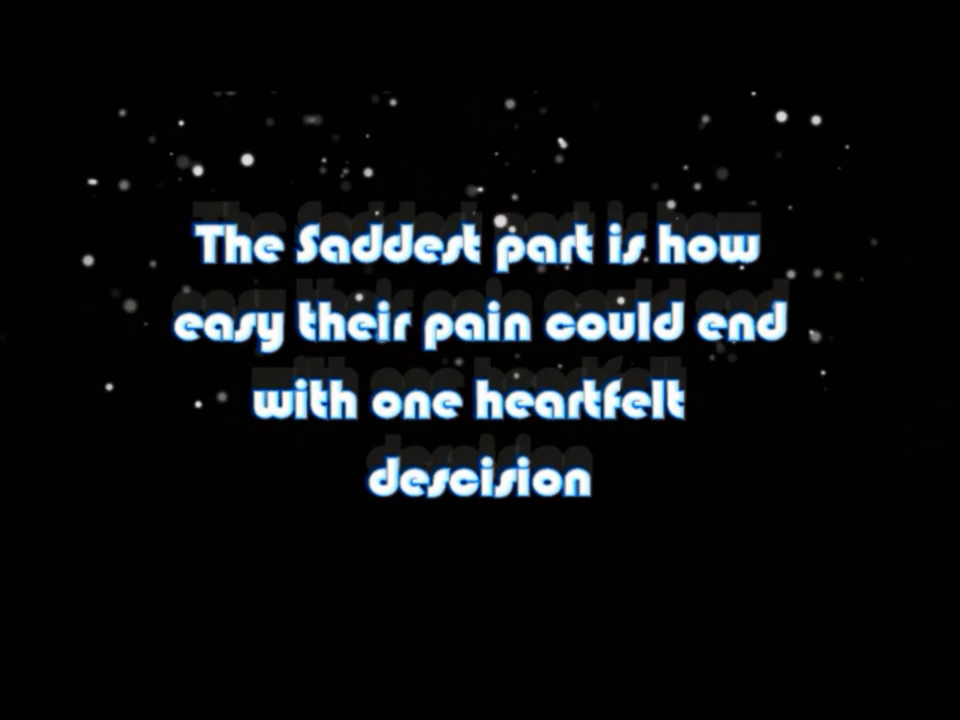 The Saddest part is how
easy their pain could end
with one heartfelt
descision